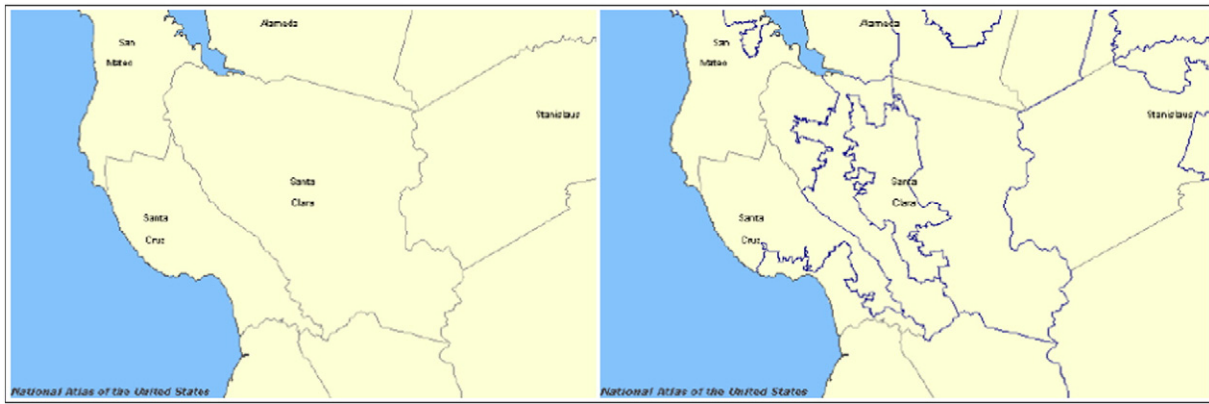 Alameda
San
Mateo
Stanislaus
Santa
Clara
Santa
Cruz
National Atlas of the United States
Alameda
San
Mateo
Stanislaus
Santa
Clara
Santa
Cruz
National Atlas of the United States